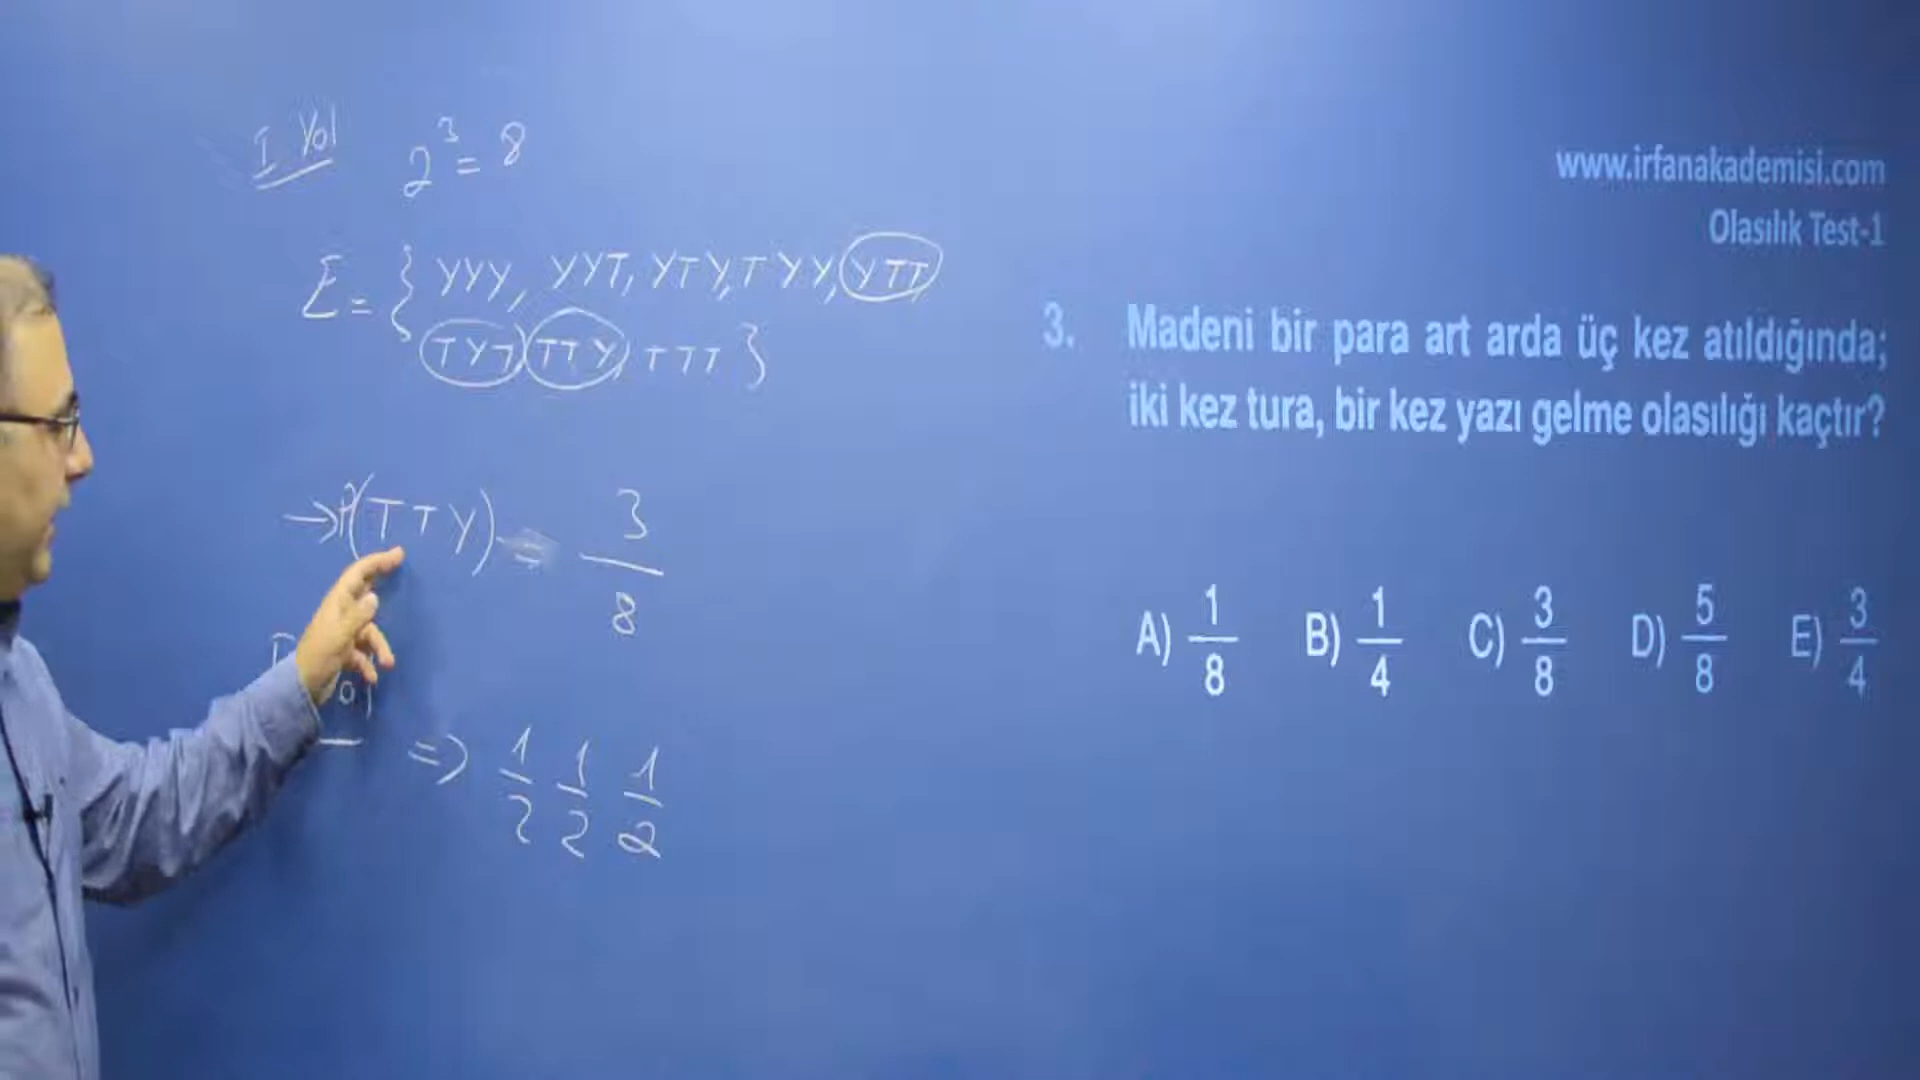 I Yol 2³ = 8
E = { YYY, YYT, YTY, TYY, YTT,
TYT, TTY, TTT }
→ P(TTY) = 3/8
Yol
⇒ 1/2 1/2 1/2
www.irfanakademisi.com
Olasılık Test-1
3. Madeni bir para art arda üç kez atıldığında;
iki kez tura, bir kez yazı gelme olasılığı kaçtır?
A) 1/8 B) 1/4 C) 3/8 D) 5/8 E) 3/4